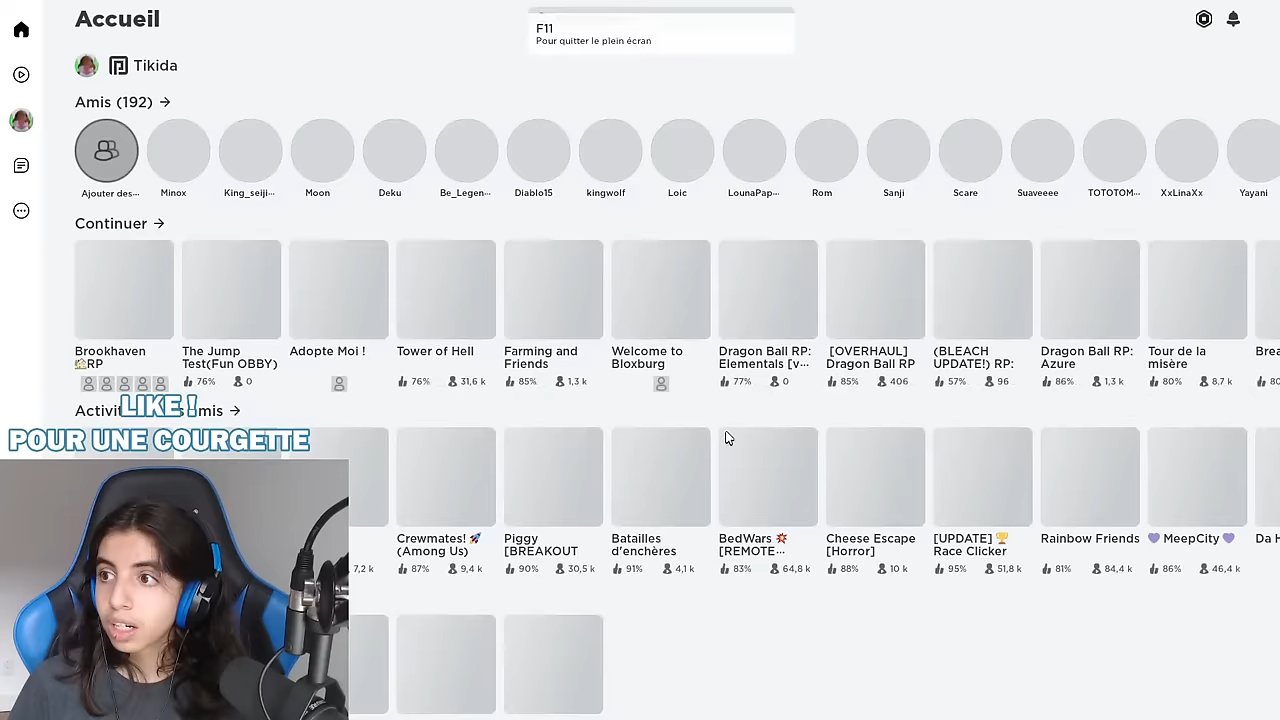 Accueil
F11
Pour quitter le plein écran
Tikida
Amis (192) →
Ajouter des…
Minox
King_seiji…
Moon
Deku
Be_Legen…
Diablo15
kingwolf
Loic
LounaPap…
Rom
Sanji
Scare
Suaveeee
TOTOTOM…
XxLinaXx
Yayani
Continuer →
Brookhaven
🏡RP
The Jump
Test(Fun OBBY)
76% 0
Adopte Moi !
Tower of Hell
76% 31,6 k
Farming and
Friends
85% 1,3 k
Welcome to
Bloxburg
Dragon Ball RP:
Elementals [v…
77% 0
[OVERHAUL]
Dragon Ball RP
85% 406
(BLEACH
UPDATE!) RP:
57% 96
Dragon Ball RP:
Azure
86% 1,3 k
Tour de la
misère
80% 8,7 k
Brea
80
Activit mis →
LIKE !
POUR UNE COURGETTE
7,2 k
Crewmates! 🚀
(Among Us)
87% 9,4 k
Piggy
[BREAKOUT
90% 30,5 k
Batailles
d'enchères
91% 4,1 k
BedWars 💥
[REMOTE…
83% 64,8 k
Cheese Escape
[Horror]
88% 10 k
[UPDATE] 🏆
Race Clicker
95% 51,8 k
Rainbow Friends
81% 84,4 k
💜 MeepCity 💜
86% 46,4 k
Da H